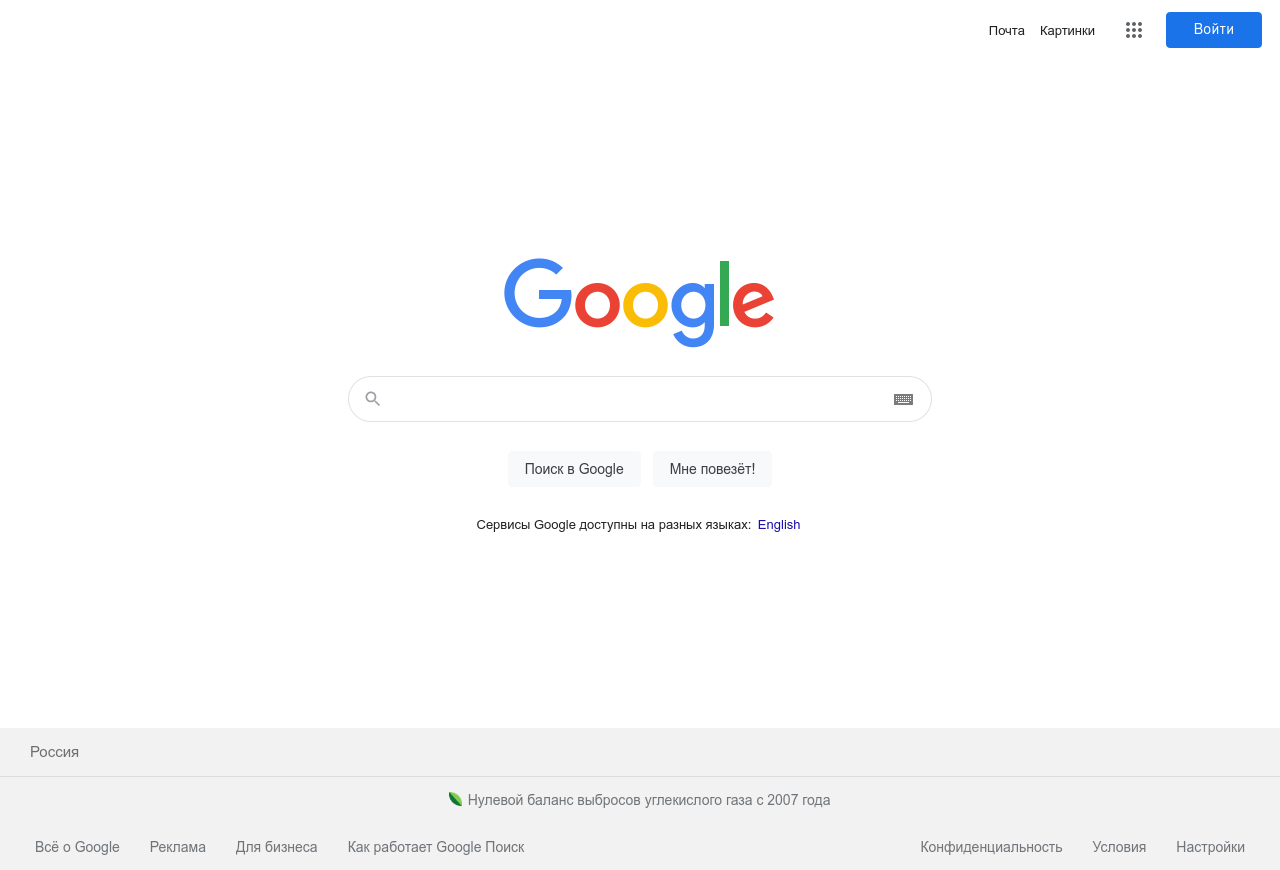 Почта Картинки Войти
Google
Поиск в Google Мне повезёт!
Сервисы Google доступны на разных языках: English
Россия
Нулевой баланс выбросов углекислого газа с 2007 года
Всё о Google Реклама Для бизнеса Как работает Google Поиск Конфиденциальность Условия Настройки